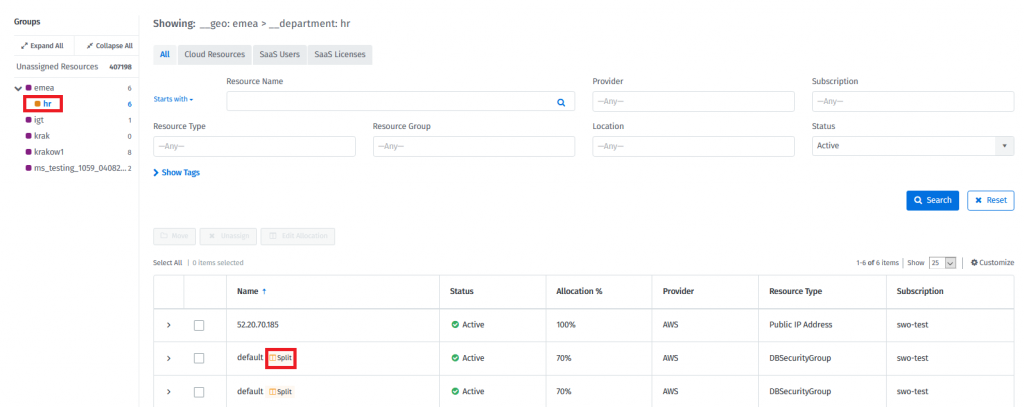 Groups
Expand All
Collapse All
Unassigned Resources 407198
emea 6
hr 6
igt 1
krak 0
krakow1 8
ms_testing_1059_04082... 2
Showing: __geo: emea > __department: hr
All Cloud Resources SaaS Users SaaS Licenses
Resource Name Provider Subscription
Starts with —Any— —Any—
Resource Type Resource Group Location Status
—Any— —Any— —Any— Active
Show Tags
Search Reset
Move Unassign Edit Allocation
Select All | 0 items selected 1-6 of 6 items | Show 25 | Customize
Name ↑ Status Allocation % Provider Resource Type Subscription
52.20.70.185 Active 100% AWS Public IP Address swo-test
default Split Active 70% AWS DBSecurityGroup swo-test
default Split Active 70% AWS DBSecurityGroup swo-test